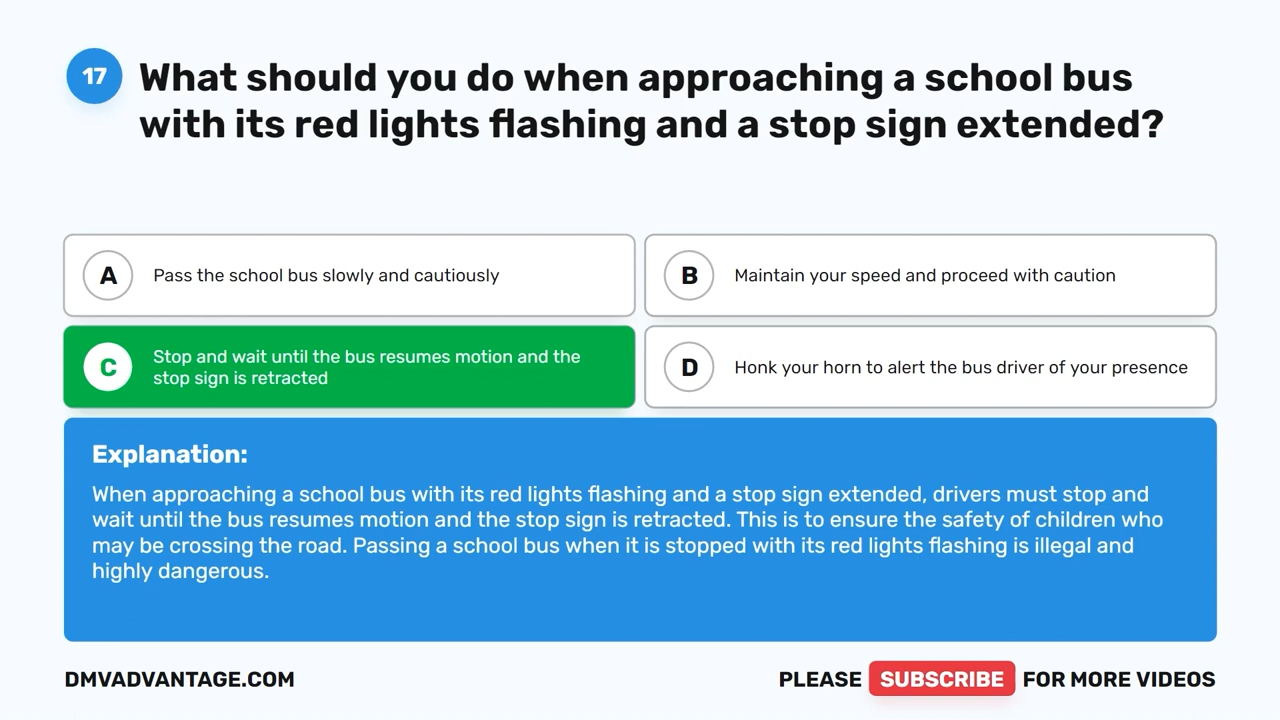 17
What should you do when approaching a school bus
with its red lights flashing and a stop sign extended?
A
Pass the school bus slowly and cautiously
B
Maintain your speed and proceed with caution
C
Stop and wait until the bus resumes motion and the
stop sign is retracted
D
Honk your horn to alert the bus driver of your presence
Explanation:
When approaching a school bus with its red lights flashing and a stop sign extended, drivers must stop and
wait until the bus resumes motion and the stop sign is retracted. This is to ensure the safety of children who
may be crossing the road. Passing a school bus when it is stopped with its red lights flashing is illegal and
highly dangerous.
DMVADVANTAGE.COM
PLEASE SUBSCRIBE FOR MORE VIDEOS